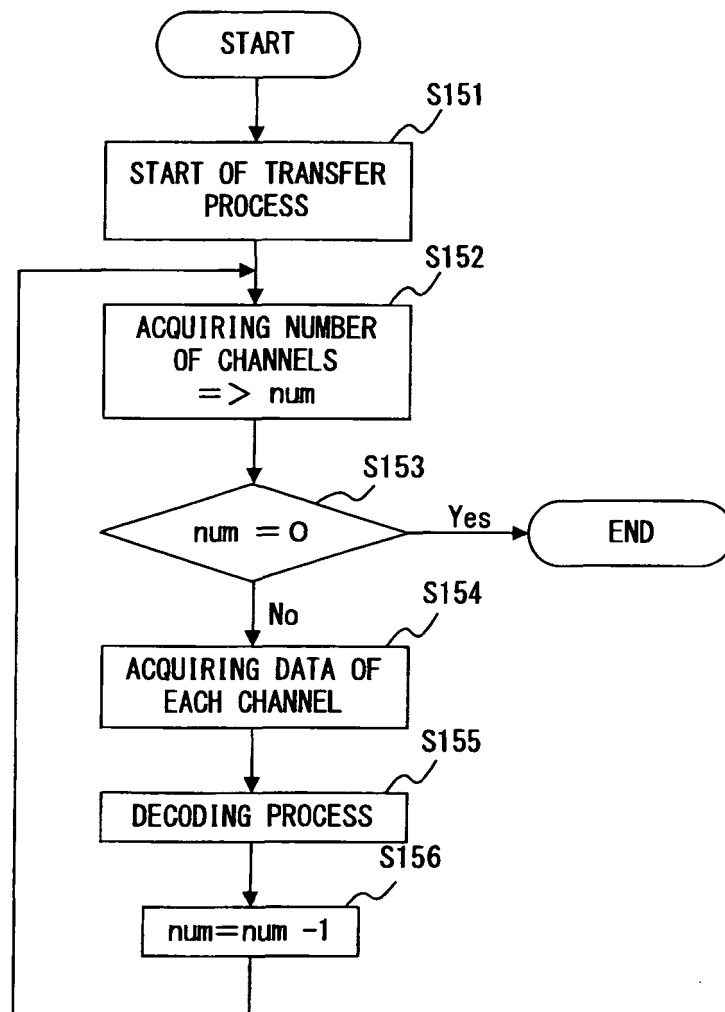 START
S151
START OF TRANSFER
PROCESS
S152
ACQUIRING NUMBER
OF CHANNELS
=> num
S153
num = 0
Yes
END
No
S154
ACQUIRING DATA OF
EACH CHANNEL
S155
DECODING PROCESS
S156
num=num -1